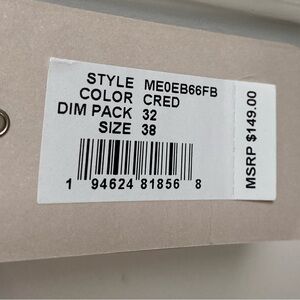 STYLE ME0EB66FB
COLOR CRED
DIM PACK 32
SIZE 38
1 94624 81856 8
MSRP $149.00